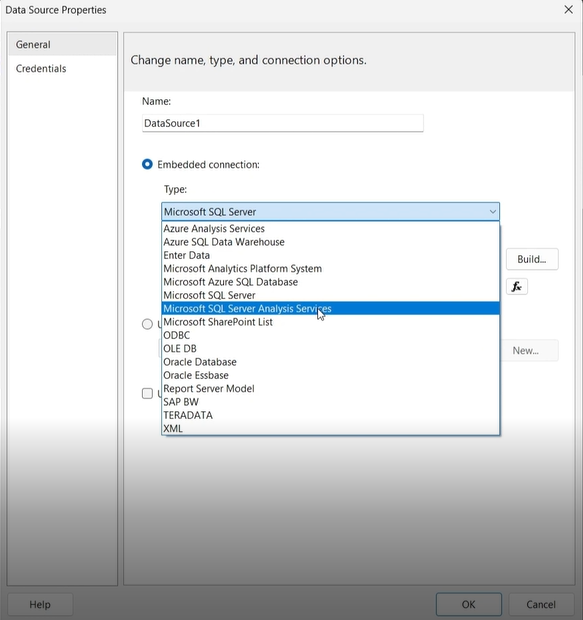 Data Source Properties
General
Credentials
Change name, type, and connection options.
Name:
DataSource1
Embedded connection:
Type:
Microsoft SQL Server
Azure Analysis Services
Azure SQL Data Warehouse
Enter Data
Microsoft Analytics Platform System
Microsoft Azure SQL Database
Microsoft SQL Server
Microsoft SQL Server Analysis Services
Microsoft SharePoint List
ODBC
OLE DB
Oracle Database
Oracle Essbase
Report Server Model
SAP BW
TERADATA
XML
Build...
fx
New...
Help
OK
Cancel